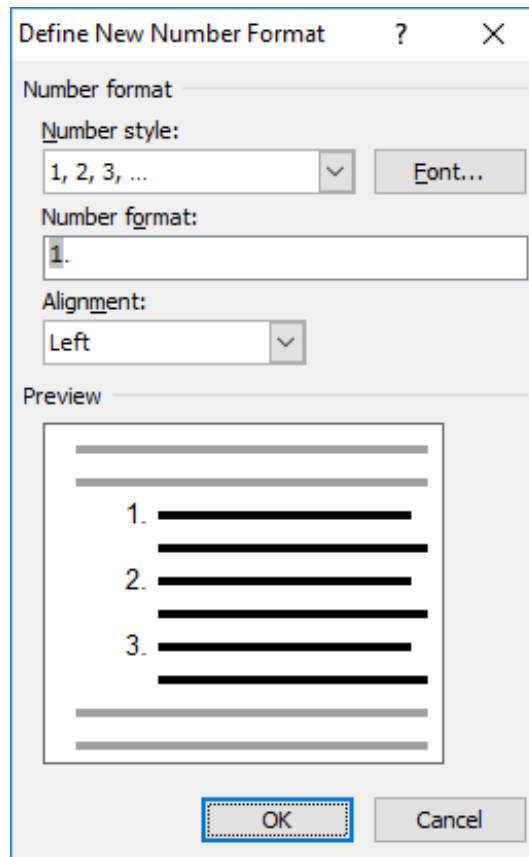 Define New Number Format ?
Number format
Number style:
1, 2, 3, ... Font...
Number format:
1.
Alignment:
Left
Preview
1.
2.
3.
OK Cancel